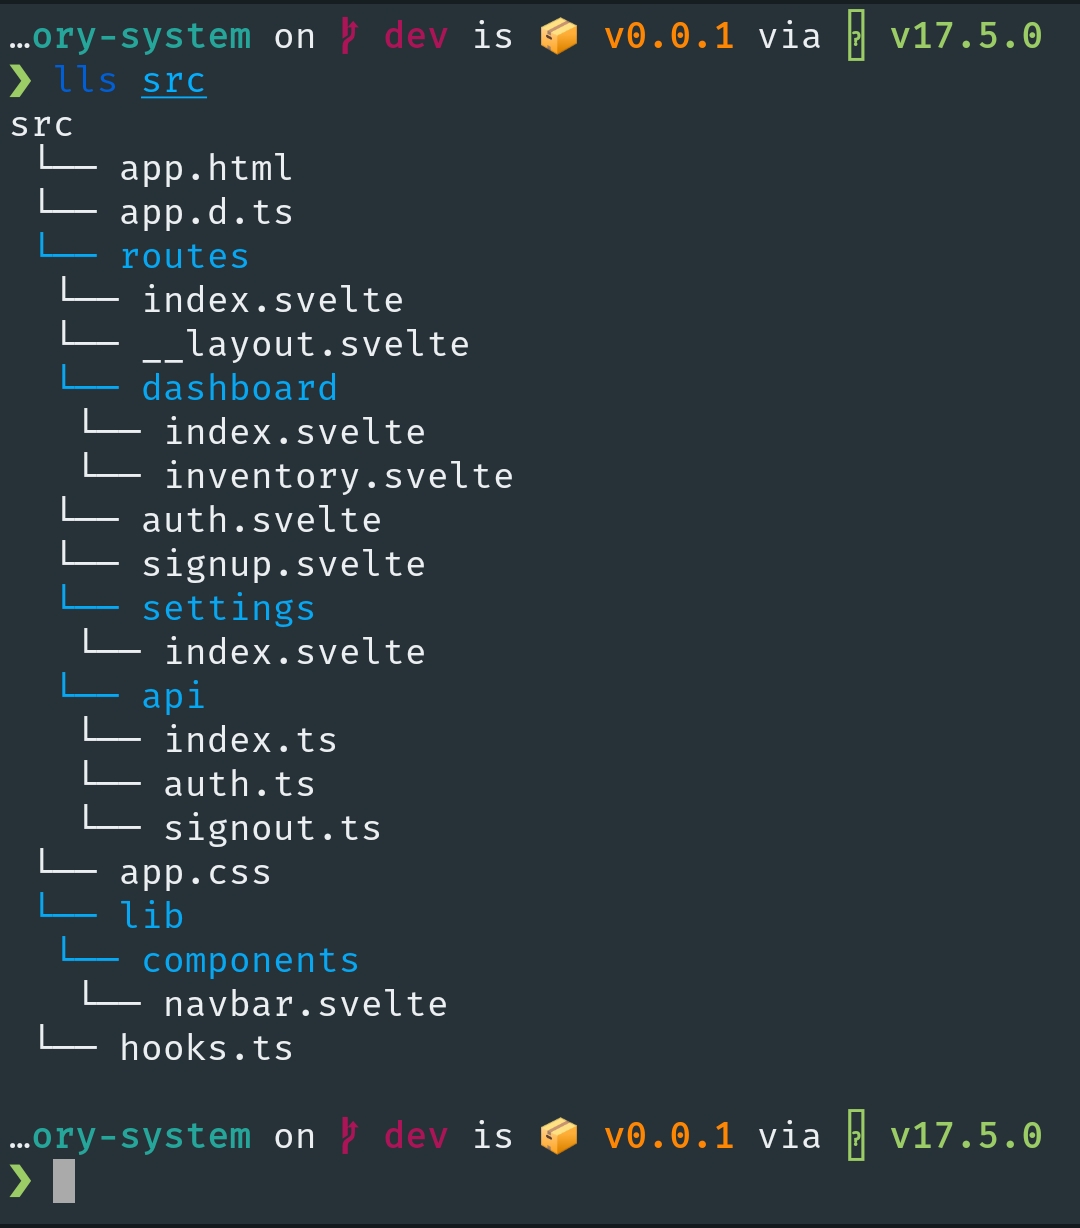 …ory-system on dev is 📦 v0.0.1 via v17.5.0
❯ lls src
src
└── app.html
└── app.d.ts
└── routes
└── index.svelte
└── __layout.svelte
└── dashboard
└── index.svelte
└── inventory.svelte
└── auth.svelte
└── signup.svelte
└── settings
└── index.svelte
└── api
└── index.ts
└── auth.ts
└── signout.ts
└── app.css
└── lib
└── components
└── navbar.svelte
└── hooks.ts
…ory-system on dev is 📦 v0.0.1 via v17.5.0
❯